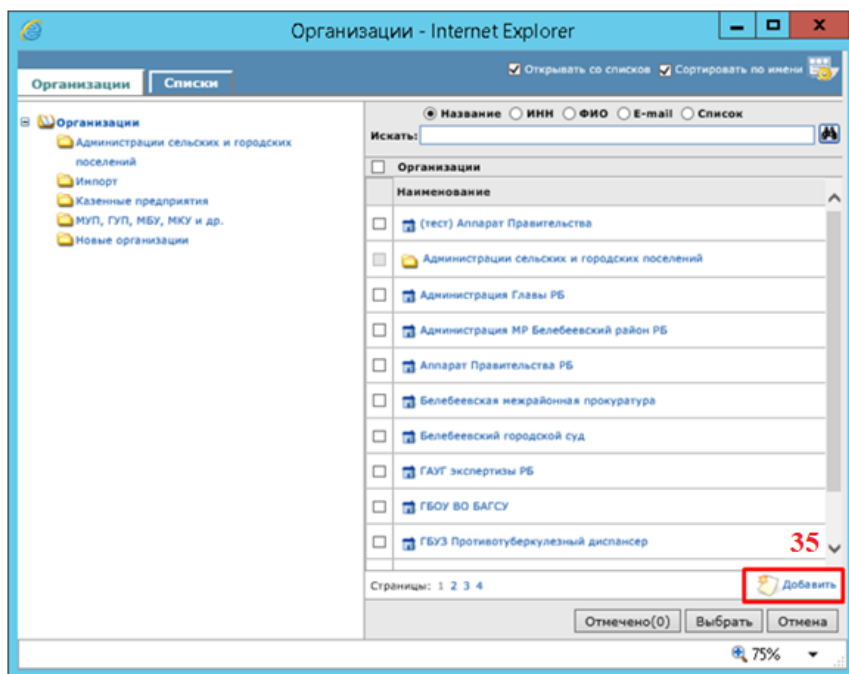 Организации - Internet Explorer
Организации Списки
Открывать со списков Сортировать по имени
Организации
Администрации сельских и городских
поселений
Импорт
Казенные предприятия
МУП, ГУП, МБУ, МКУ и др.
Новые организации
Название ИНН ФИО E-mail Список
Искать:
Организации
Наименование
(тест) Аппарат Правительства
Администрации сельских и городских поселений
Администрация Главы РБ
Администрация МР Белебеевский район РБ
Аппарат Правительства РБ
Белебеевская межрайонная прокуратура
Белебеевский городской суд
ГАУГ экспертизы РБ
ГБОУ ВО БАГСУ
ГБУЗ Противотуберкулезный диспансер
35
Страницы: 1 2 3 4
Добавить
Отмечено(0) Выбрать Отмена
75%